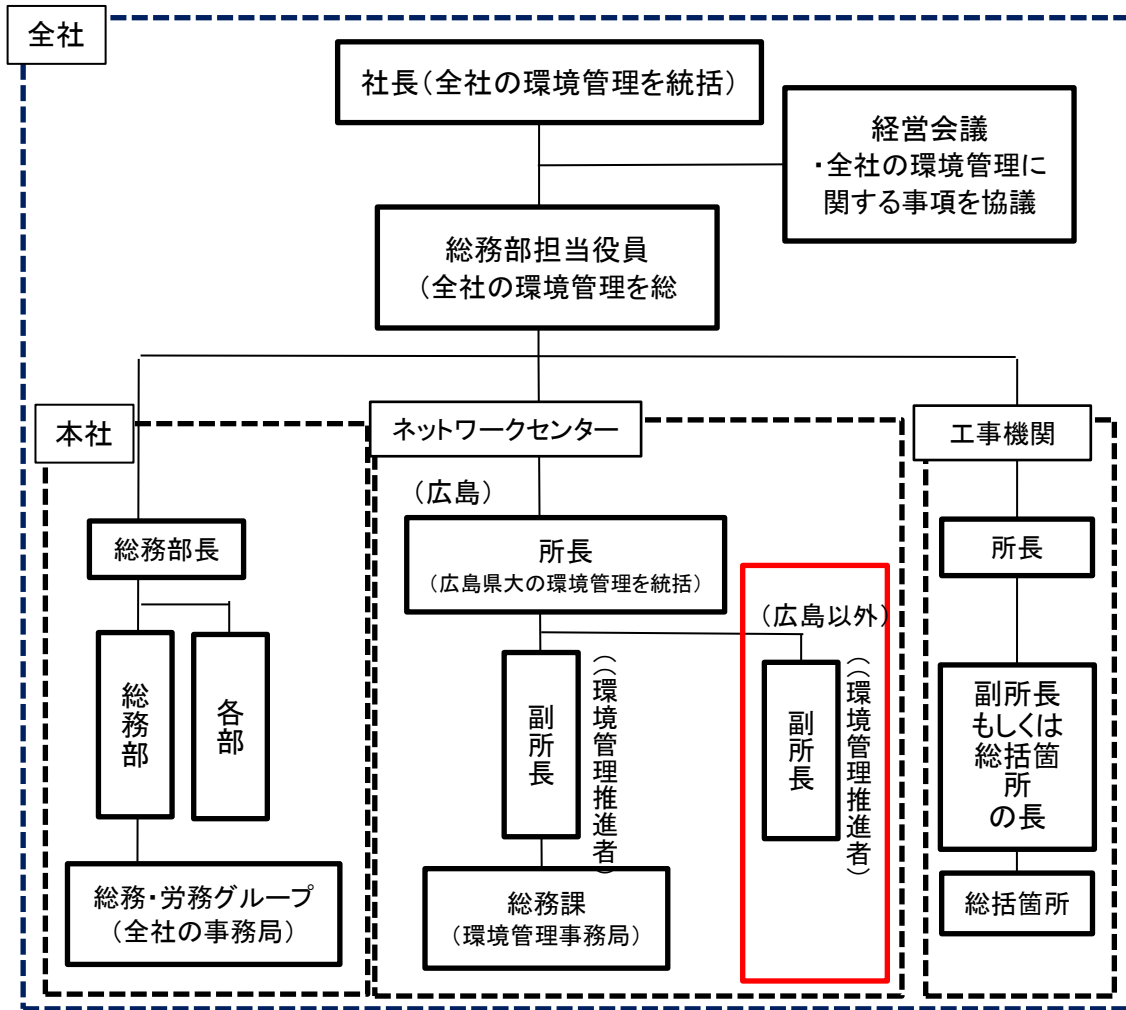 全社
社長(全社の環境管理を統括)
経営会議
・全社の環境管理に
関する事項を協議
総務部担当役員
(全社の環境管理を総
本社
ネットワークセンター
工事機関
(広島)
総務部長
所長
(広島県大の環境管理を統括)
所長
(広島以外)
総務部
各部
副所長
((環境管理推進者)
副所長
((環境管理推進者)
副所長
もしくは
総括箇
所
の長
総務・労務グループ
(全社の事務局)
総務課
(環境管理事務局)
総括箇所